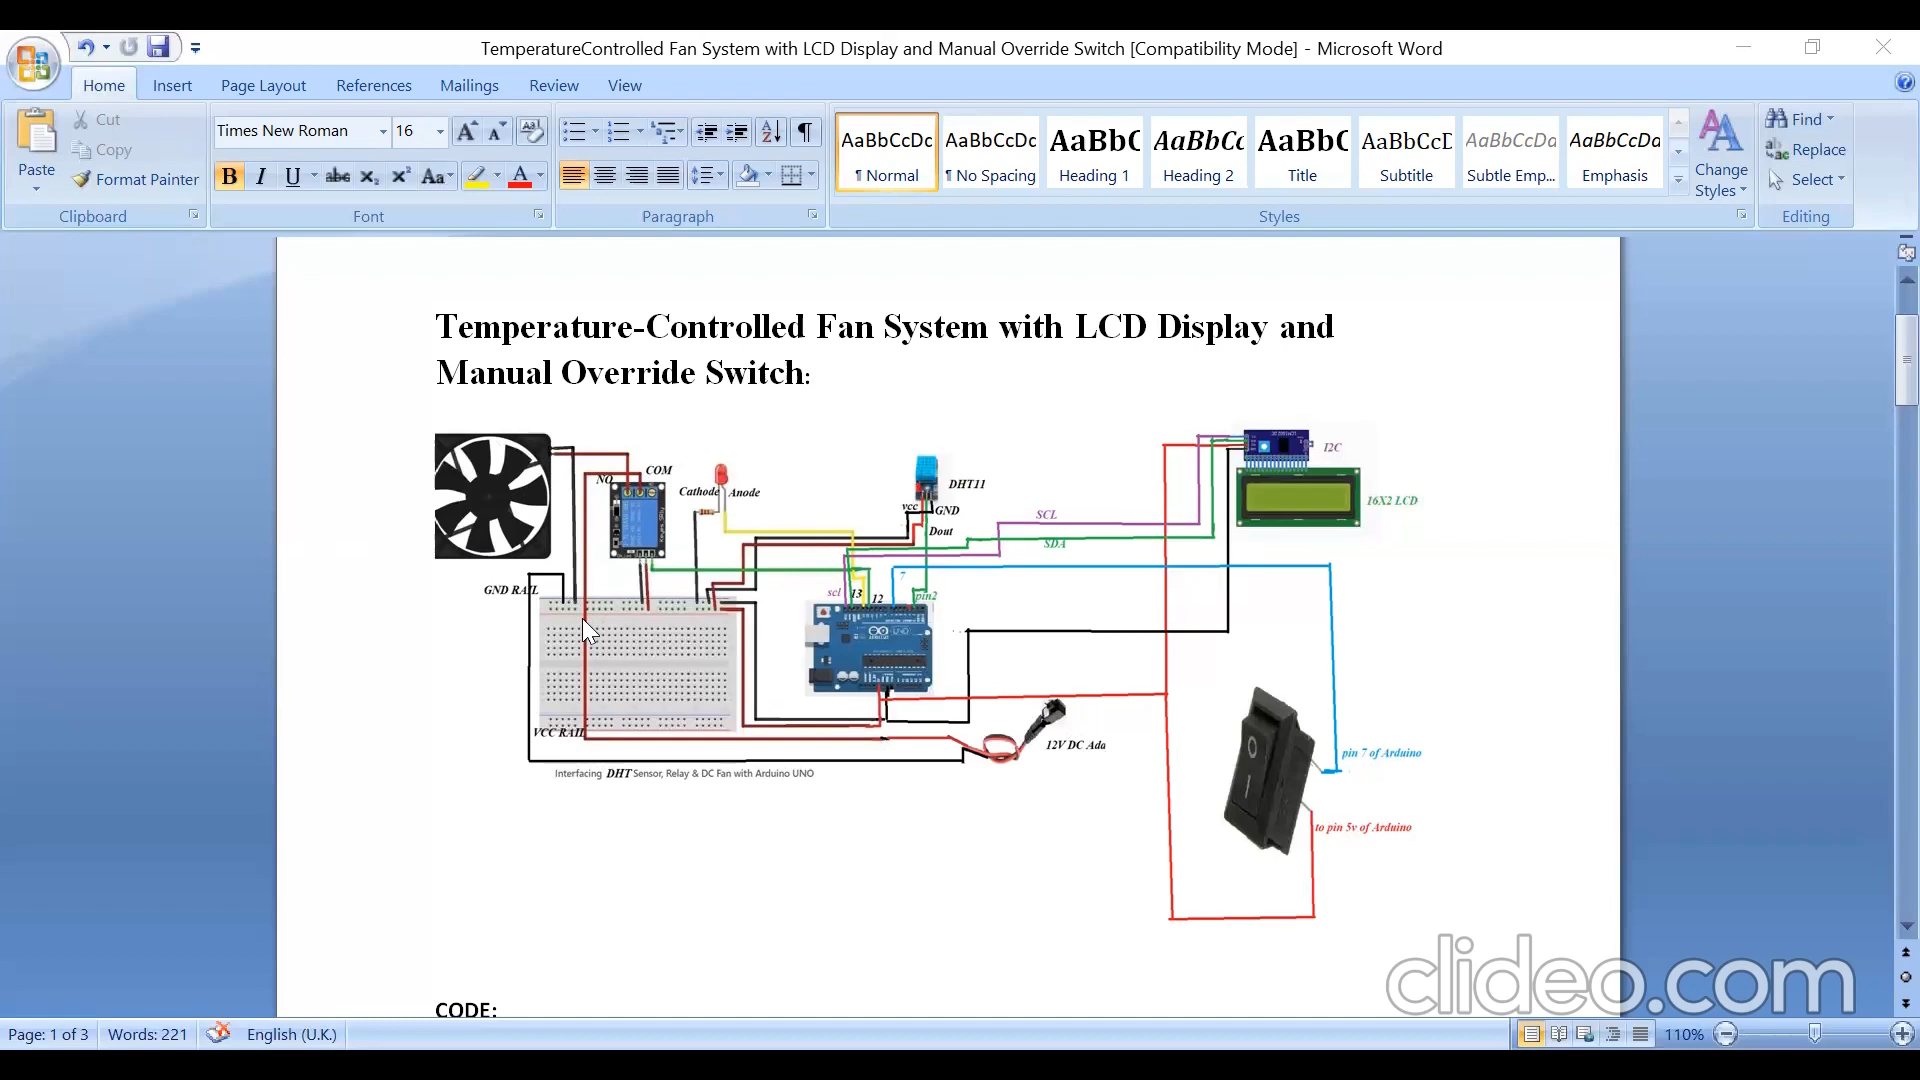 TemperatureControlled Fan System with LCD Display and Manual Override Switch [Compatibility Mode] - Microsoft Word
Home Insert Page Layout References Mailings Review View
Paste
Cut
Copy
Format Painter
Clipboard
Times New Roman 16
Font
Paragraph
AaBbCcDc AaBbCcDc AaBbC AaBbCc AaBbC AaBbCcD AaBbCcDa AaBbCcDa
¶ Normal ¶ No Spacing Heading 1 Heading 2 Title Subtitle Subtle Emp... Emphasis
Styles
Change Styles
Find
Replace
Select
Editing
Temperature-Controlled Fan System with LCD Display and
Manual Override Switch:
NO
COM
Cathode Anode
DHT11
vcc GND
Dout
I2C
16X2 LCD
SCL
SDA
7
GND RAIL
scl 13 12 pin2
UNO
VCC RAIL
12V DC Ada
Interfacing DHT Sensor, Relay & DC Fan with Arduino UNO
pin 7 of Arduino
to pin 5v of Arduino
CODE:
clideo.com
Page: 1 of 3 Words: 221 English (U.K.) 110%